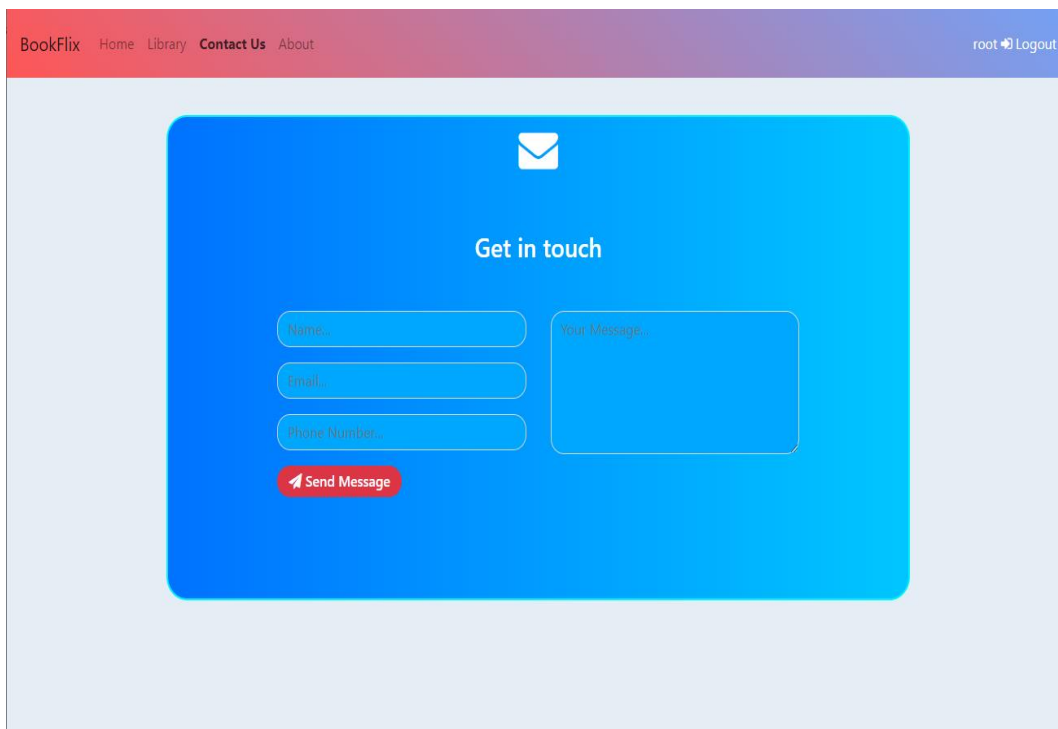 BookFlix Home Library Contact Us About root Logout
Get in touch
Name...
Email...
Phone Number...
Your Message...
Send Message